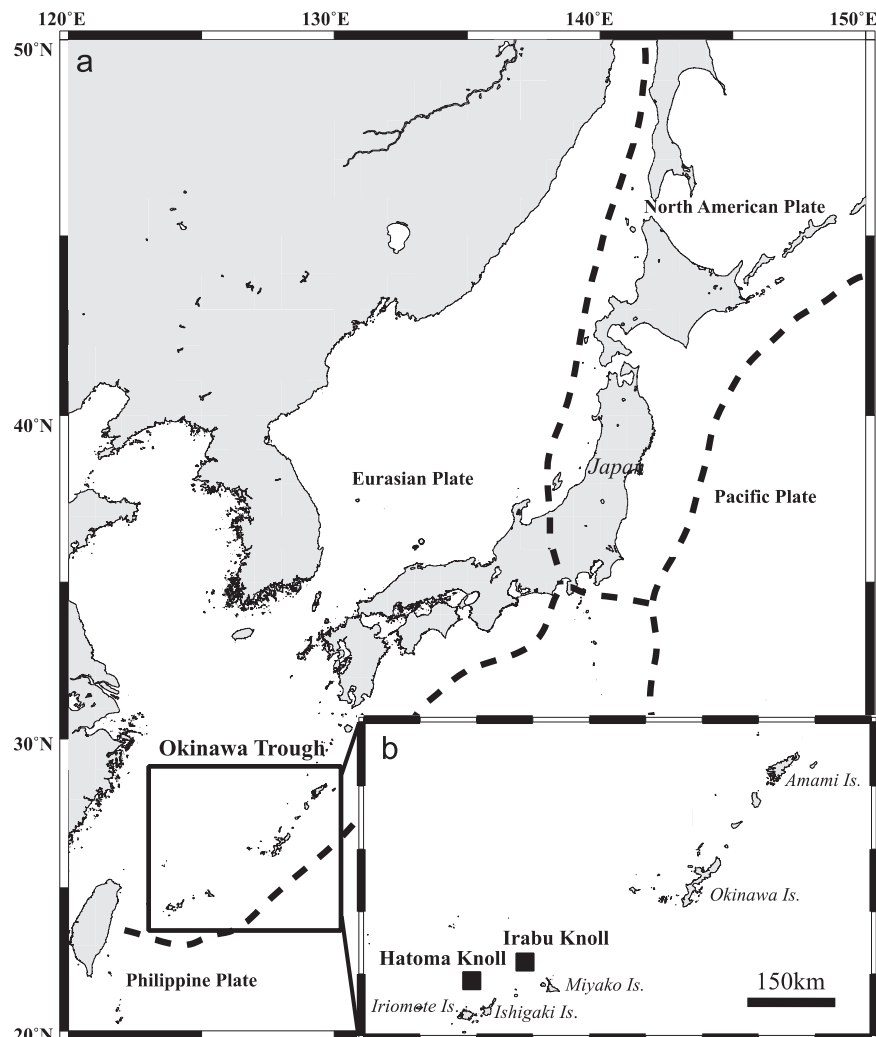 120°E 130°E 140°E 150°E
50°N
a
North American Plate
40°N
Japan
Eurasian Plate
Pacific Plate
30°N
Okinawa Trough
b
Amami Is.
Okinawa Is.
Irabu Knoll
Hatoma Knoll
Philippine Plate
Miyako Is.
150km
Iriomote Is.
Ishigaki Is.
20°N